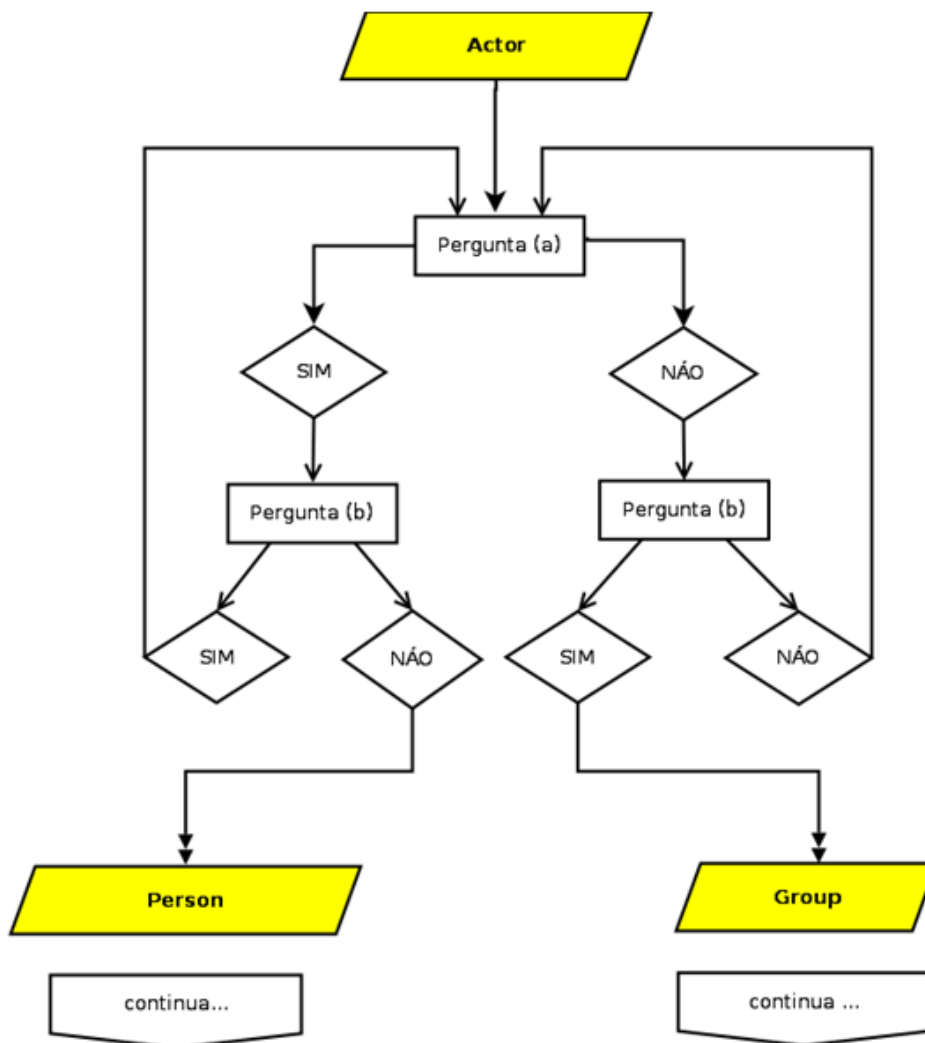 Actor
Pergunta (a)
SIM
NÁO
Pergunta (b)
Pergunta (b)
SIM
NÁO
SIM
NÁO
Person
Group
continua...
continua ...